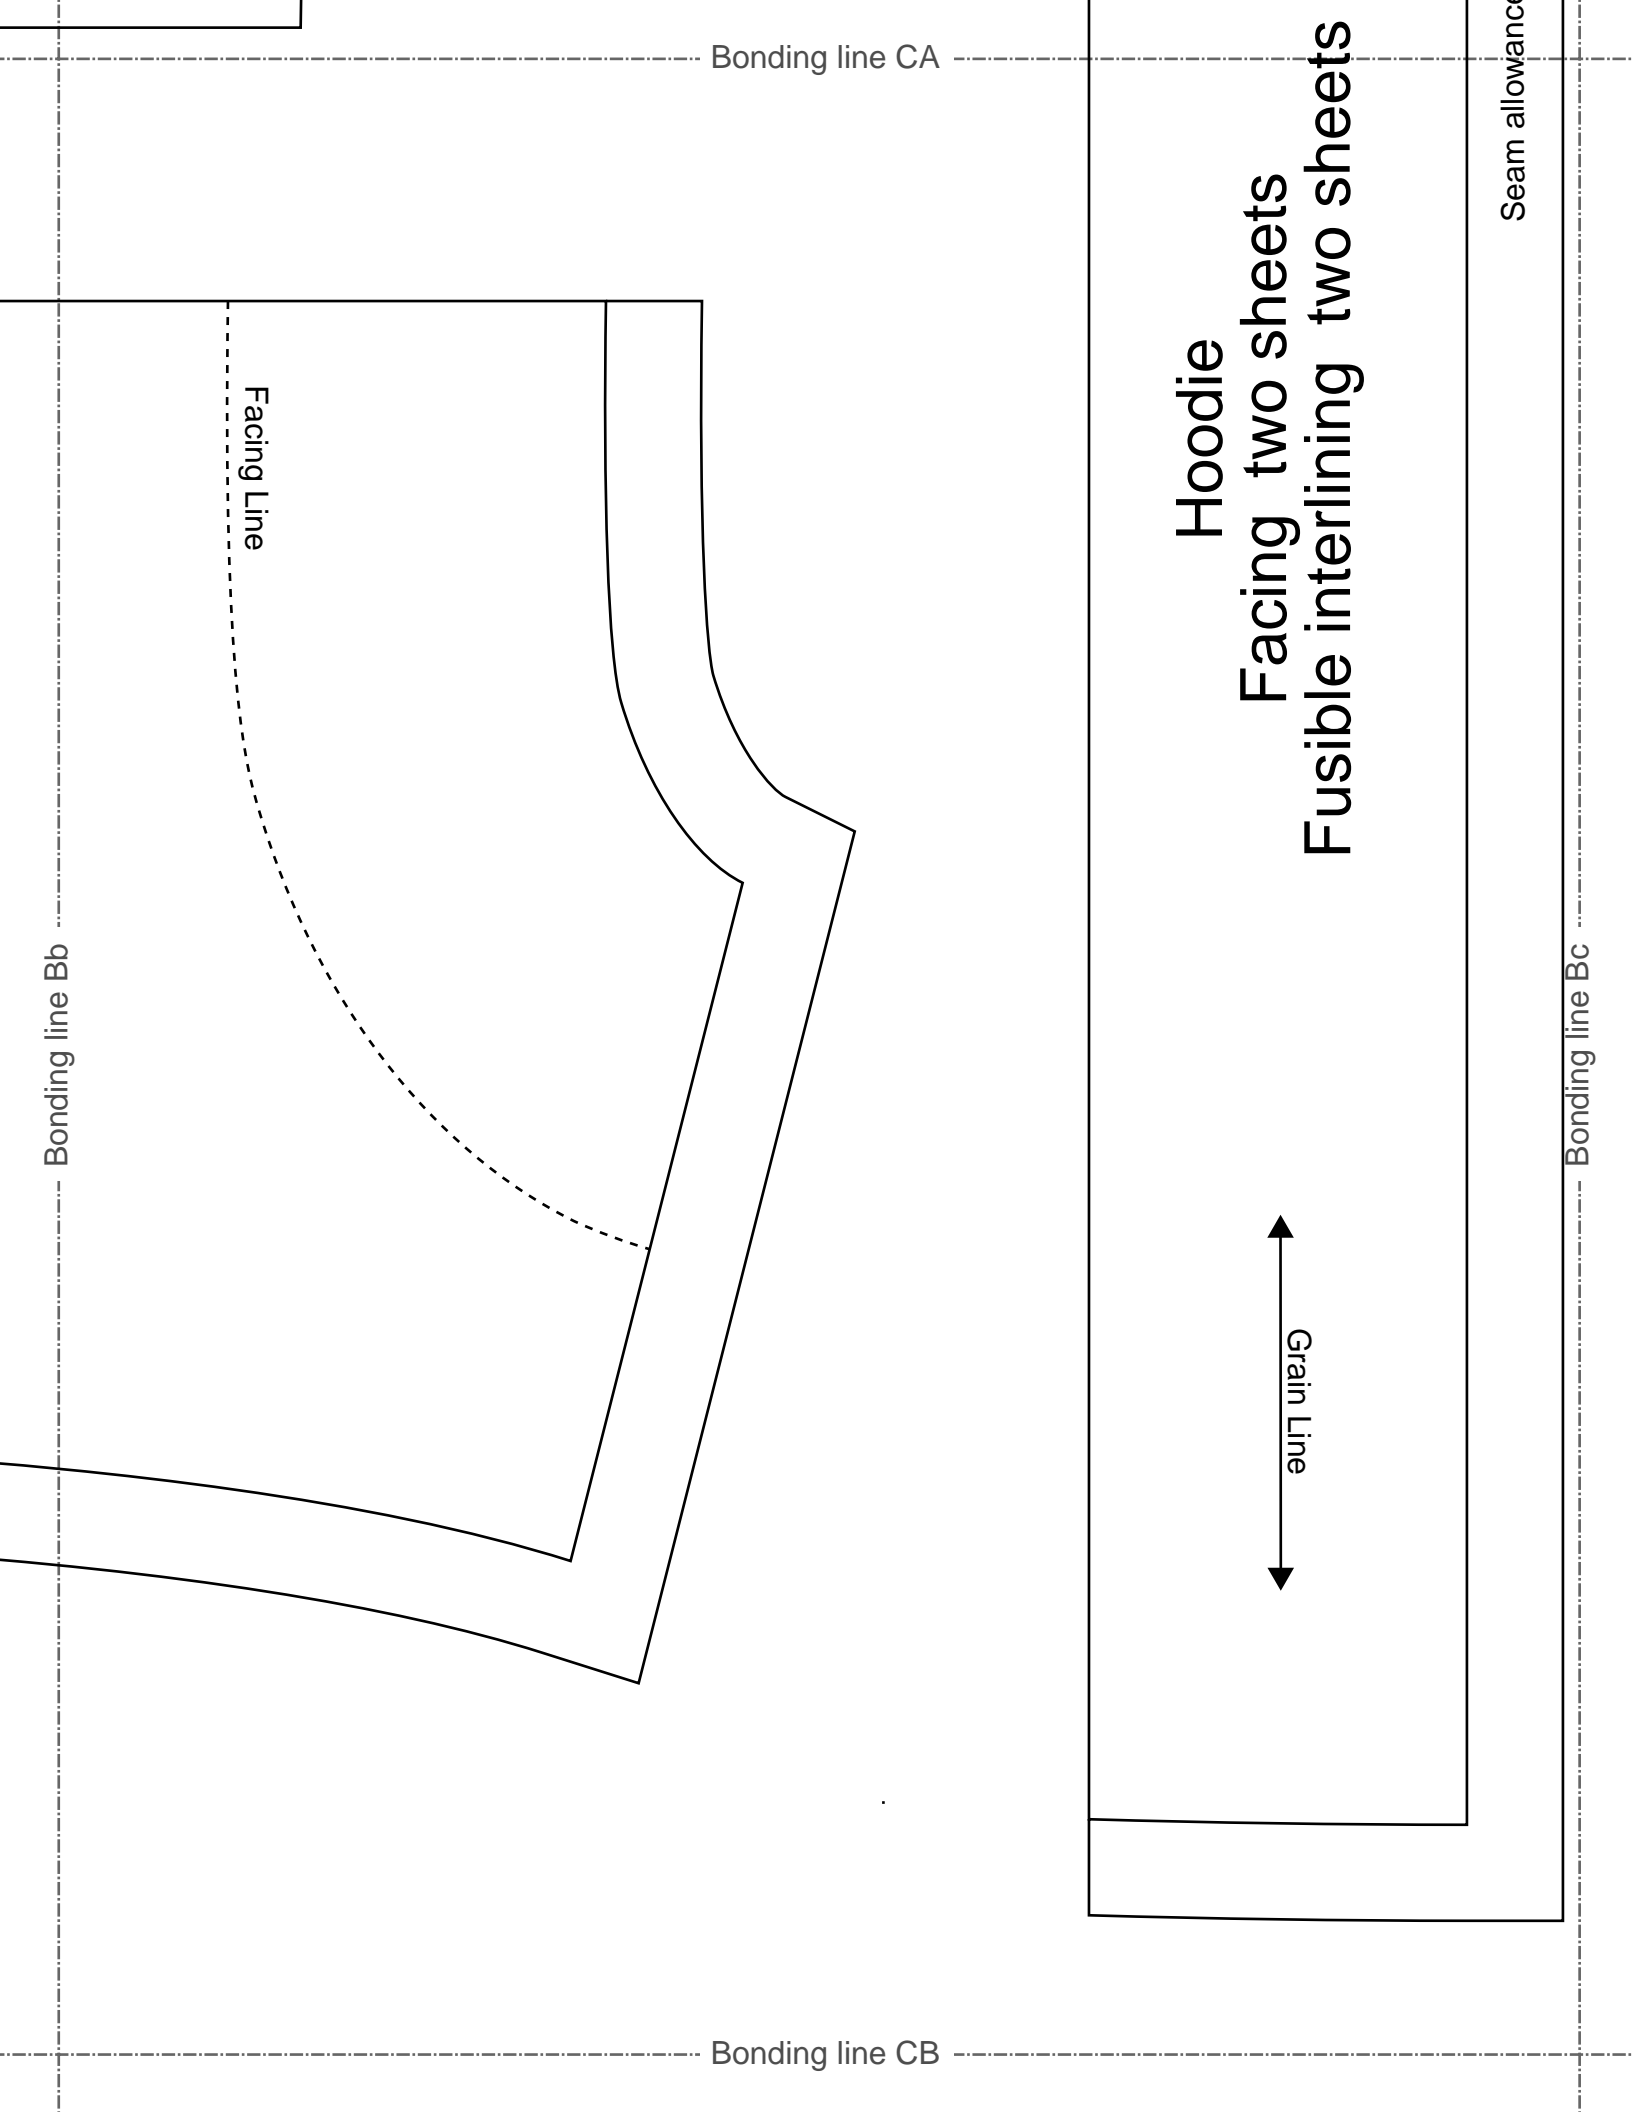 Bonding line CA
Seam allowance
Hoodie
Facing two sheets
Fusible interlining two sheets
Facing Line
Bonding line Bb
Bonding line Bc
Grain Line
Bonding line CB